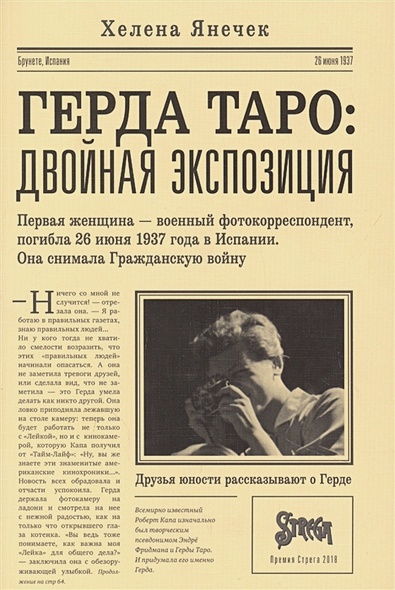 Хелена Янечек
Брунете, Испания
26 июня 1937
ГЕРДА ТАРО:
ДВОЙНАЯ ЭКСПОЗИЦИЯ
Первая женщина — военный фотокорреспондент,
погибла 26 июня 1937 года в Испании.
Она снимала Гражданскую войну
—Ничего со мной не
случится! — отре-
зала она. — Я ра-
ботаю в правильных газетах,
знаю правильных людей...
Ни у кого тогда не хвати-
ло смелости возразить, что
этих «правильных людей»
начинали опасаться. А она
не заметила тревоги друзей,
или сделала вид, что не за-
метила — это Герда умела
делать как никто другой. Она
ловко приподняла лежавшую
на столе камеру: теперь она
будет работать не только
с «Лейкой», но и с кинокаме-
рой, которую Капа получил
от «Тайм-Лайф»: «Ну, вы же
знаете эти знаменитые аме-
риканские кинохроники...».
Новость всех обрадовала и
отчасти успокоила. Герда
держала фотокамеру на
ладони и смотрела на нее
с нежной радостью, как на
только что открывшего гла-
за котенка. «Вы ведь тоже
понимаете, как важна моя
«Лейка» для общего дела?»
— заключила она с обезору-
живающей улыбкой. Продол-
жения на стр 64.
Друзья юности рассказывают о Герде
Всемирно известный
Роберт Капа изначально
был творческим
псевдонимом Эндрé
Фридмана и Герды Таро.
И придумала его именно
Герда.
STREGA
Премия Стрега 2018